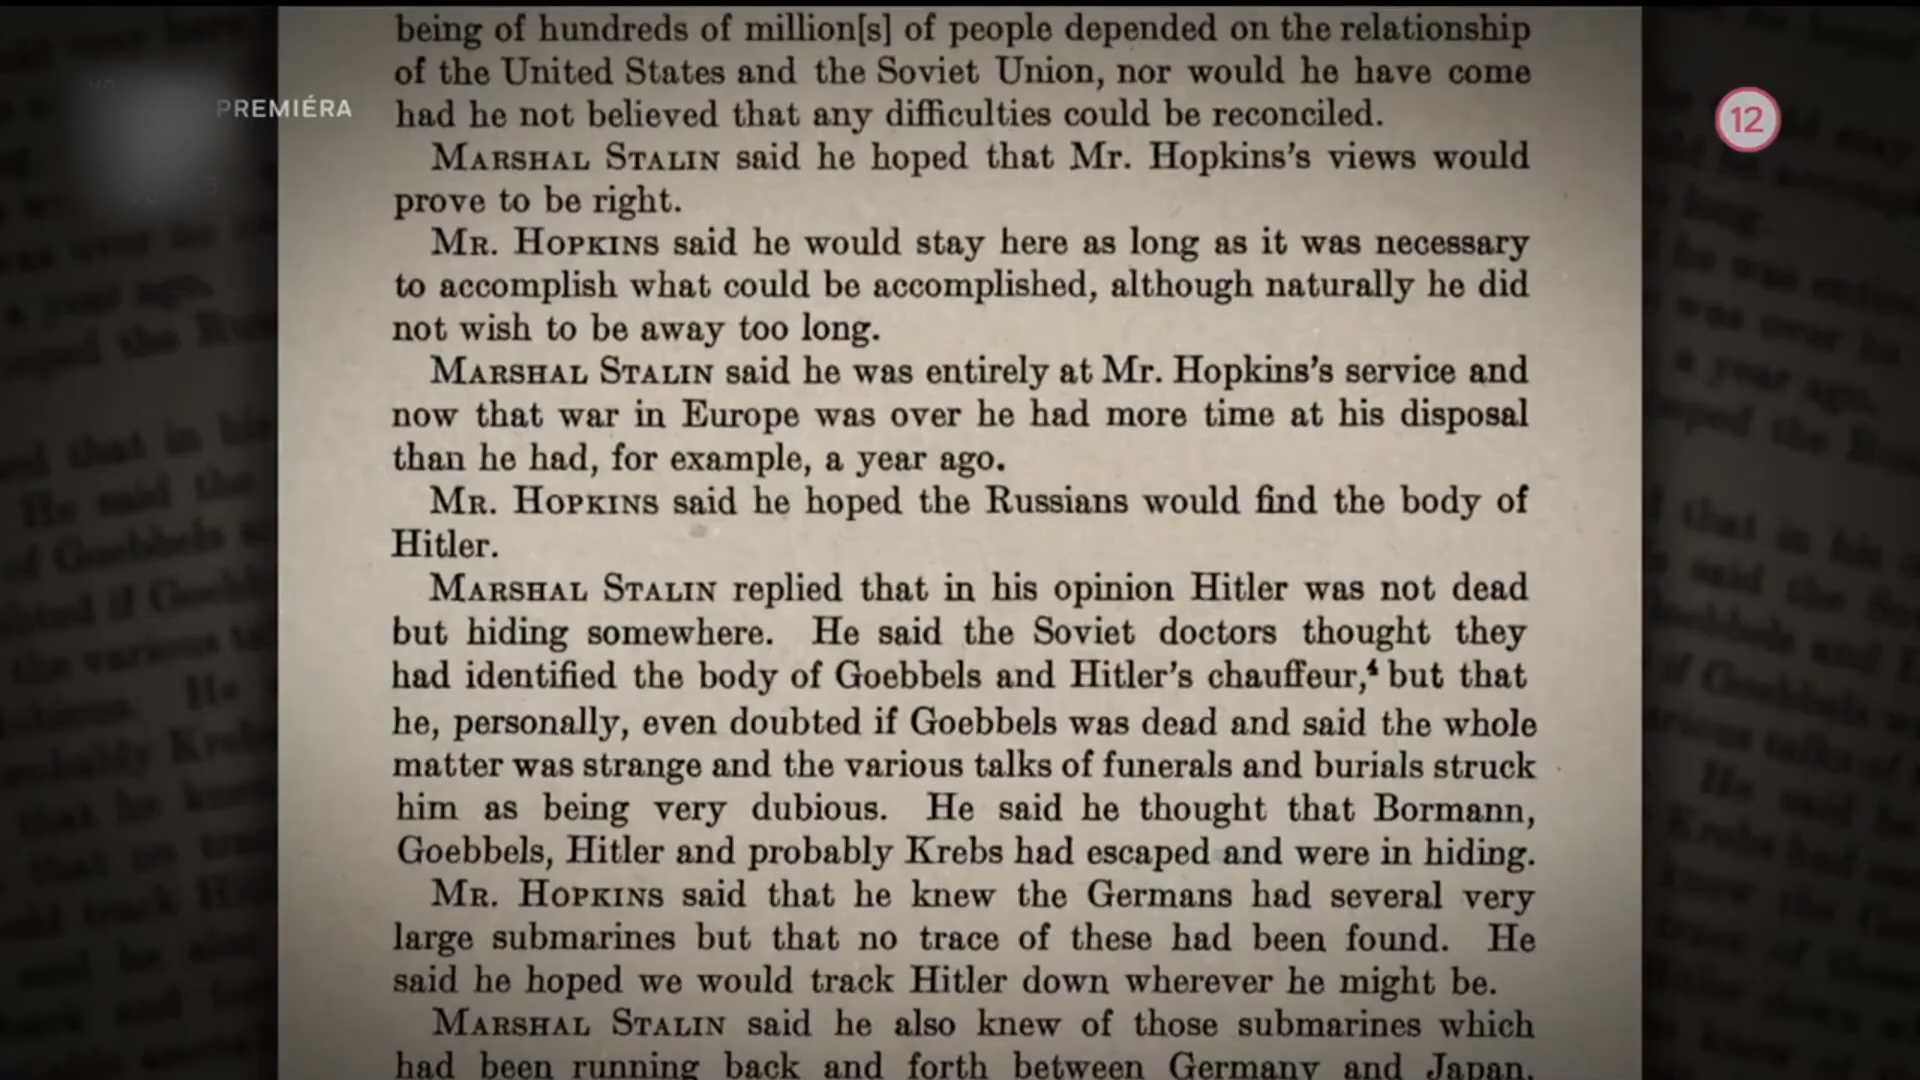 being of hundreds of million[s] of people depended on the relationship
of the United States and the Soviet Union, nor would he have come
had he not believed that any difficulties could be reconciled.
PREMIÉRA
12
MARSHAL STALIN said he hoped that Mr. Hopkins's views would
prove to be right.
MR. HOPKINS said he would stay here as long as it was necessary
to accomplish what could be accomplished, although naturally he did
not wish to be away too long.
MARSHAL STALIN said he was entirely at Mr. Hopkins's service and
now that war in Europe was over he had more time at his disposal
than he had, for example, a year ago.
MR. HOPKINS said he hoped the Russians would find the body of
Hitler.
MARSHAL STALIN replied that in his opinion Hitler was not dead
but hiding somewhere. He said the Soviet doctors thought they
had identified the body of Goebbels and Hitler's chauffeur,⁴ but that
he, personally, even doubted if Goebbels was dead and said the whole
matter was strange and the various talks of funerals and burials struck
him as being very dubious. He said he thought that Bormann,
Goebbels, Hitler and probably Krebs had escaped and were in hiding.
MR. HOPKINS said that he knew the Germans had several very
large submarines but that no trace of these had been found. He
said he hoped we would track Hitler down wherever he might be.
MARSHAL STALIN said he also knew of those submarines which
had been running back and forth between Germany and Japan,